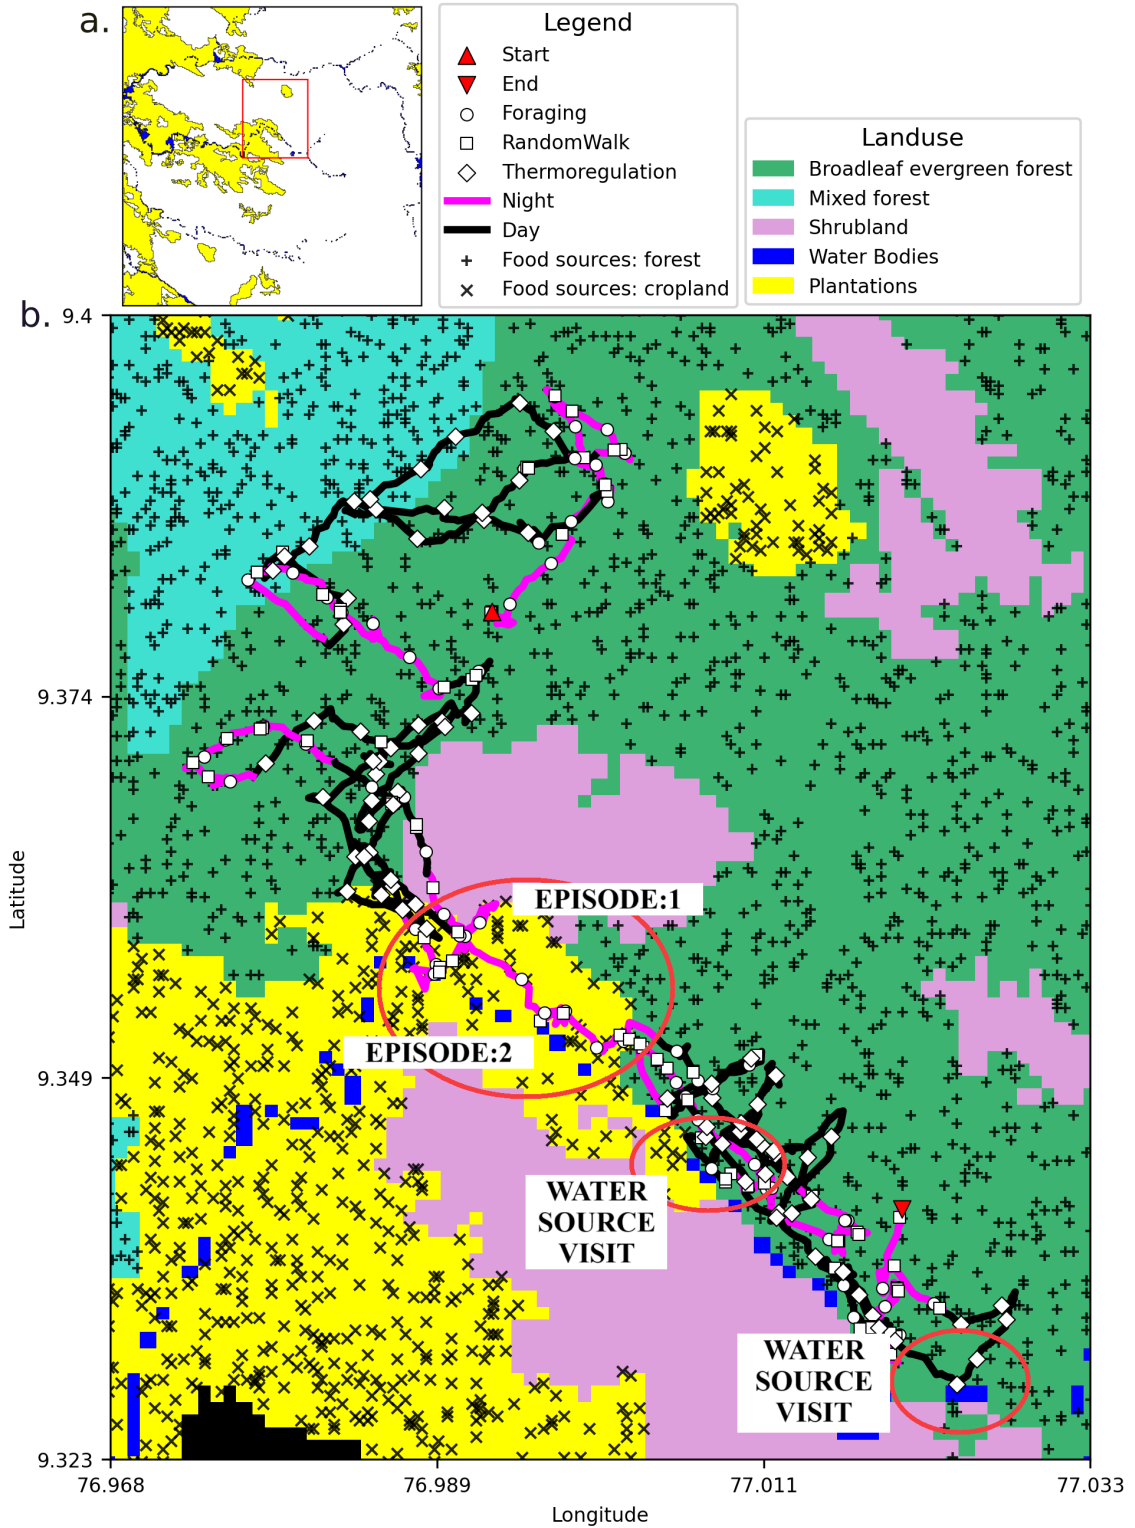 a.
Legend
Start
End
Foraging
RandomWalk
Thermoregulation
Night
Day
Food sources: forest
Food sources: cropland
Landuse
Broadleaf evergreen forest
Mixed forest
Shrubland
Water Bodies
Plantations
b.
9.4
9.374
9.349
9.323
Latitude
EPISODE:1
EPISODE:2
WATER
SOURCE
VISIT
WATER
SOURCE
VISIT
76.968
76.989
77.011
77.033
Longitude